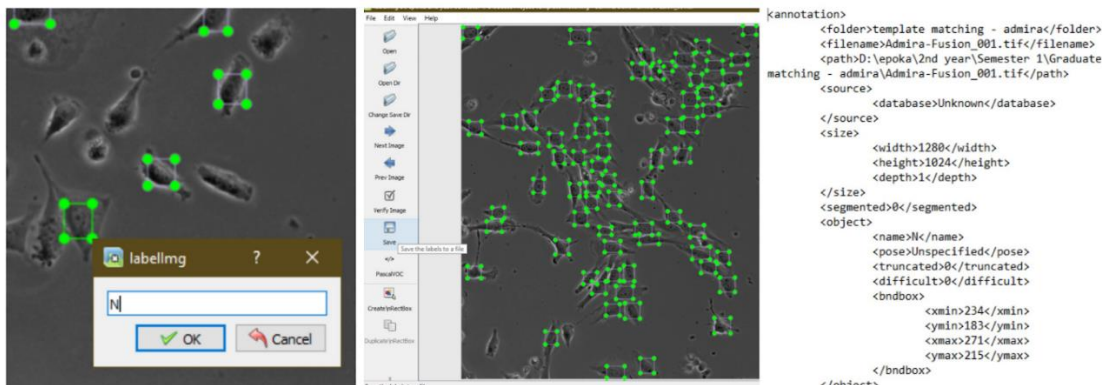 labelImg ? ×
N
OK Cancel
File Edit View Help
Open
Open Dir
Change Save Dir
Next Image
Prev Image
Verify Image
Save
Save the labels to a file
</>
PascalVOC
Create\nRectBox
Duplicate\nRectBox
<annotation>
<folder>template matching - admira</folder>
<filename>Admira-Fusion_001.tif</filename>
<path>D:\epoka\2nd year\Semester 1\Graduate
matching - admira\Admira-Fusion_001.tif</path>
<source>
<database>Unknown</database>
</source>
<size>
<width>1280</width>
<height>1024</height>
<depth>1</depth>
</size>
<segmented>0</segmented>
<object>
<name>N</name>
<pose>Unspecified</pose>
<truncated>0</truncated>
<difficult>0</difficult>
<bndbox>
<xmin>234</xmin>
<ymin>183</ymin>
<xmax>271</xmax>
<ymax>215</ymax>
</bndbox>
</object>